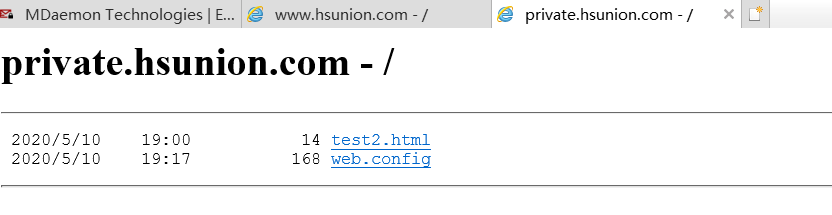 MDaemon Technologies | E...
www.hsunion.com - /
private.hsunion.com - /
private.hsunion.com - /
2020/5/10 19:00 14 test2.html
2020/5/10 19:17 168 web.config